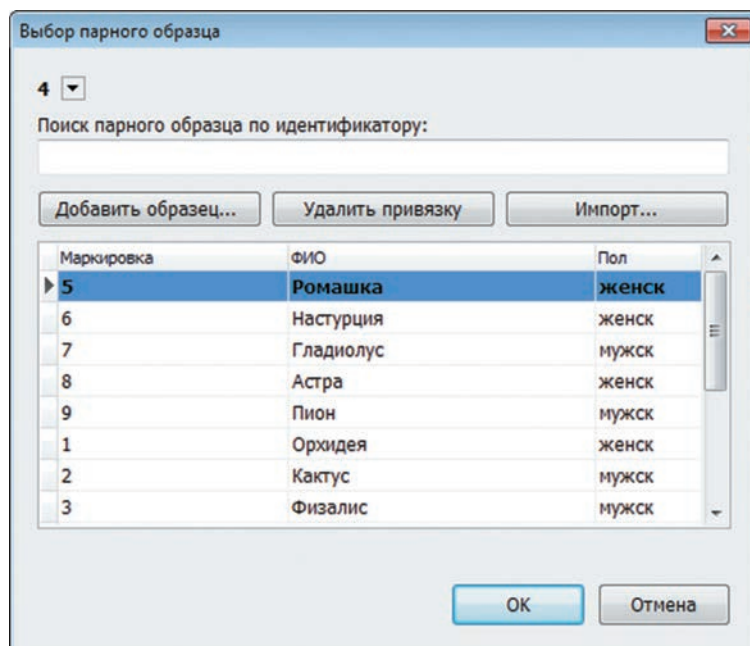 Выбор парного образца
4
Поиск парного образца по идентификатору:
Добавить образец... Удалить привязку Импорт...
Маркировка ФИО Пол
5 Ромашка женск
6 Настурция женск
7 Гладиолус мужск
8 Астра женск
9 Пион мужск
1 Орхидея женск
2 Кактус мужск
3 Физалис мужск
OK Отмена